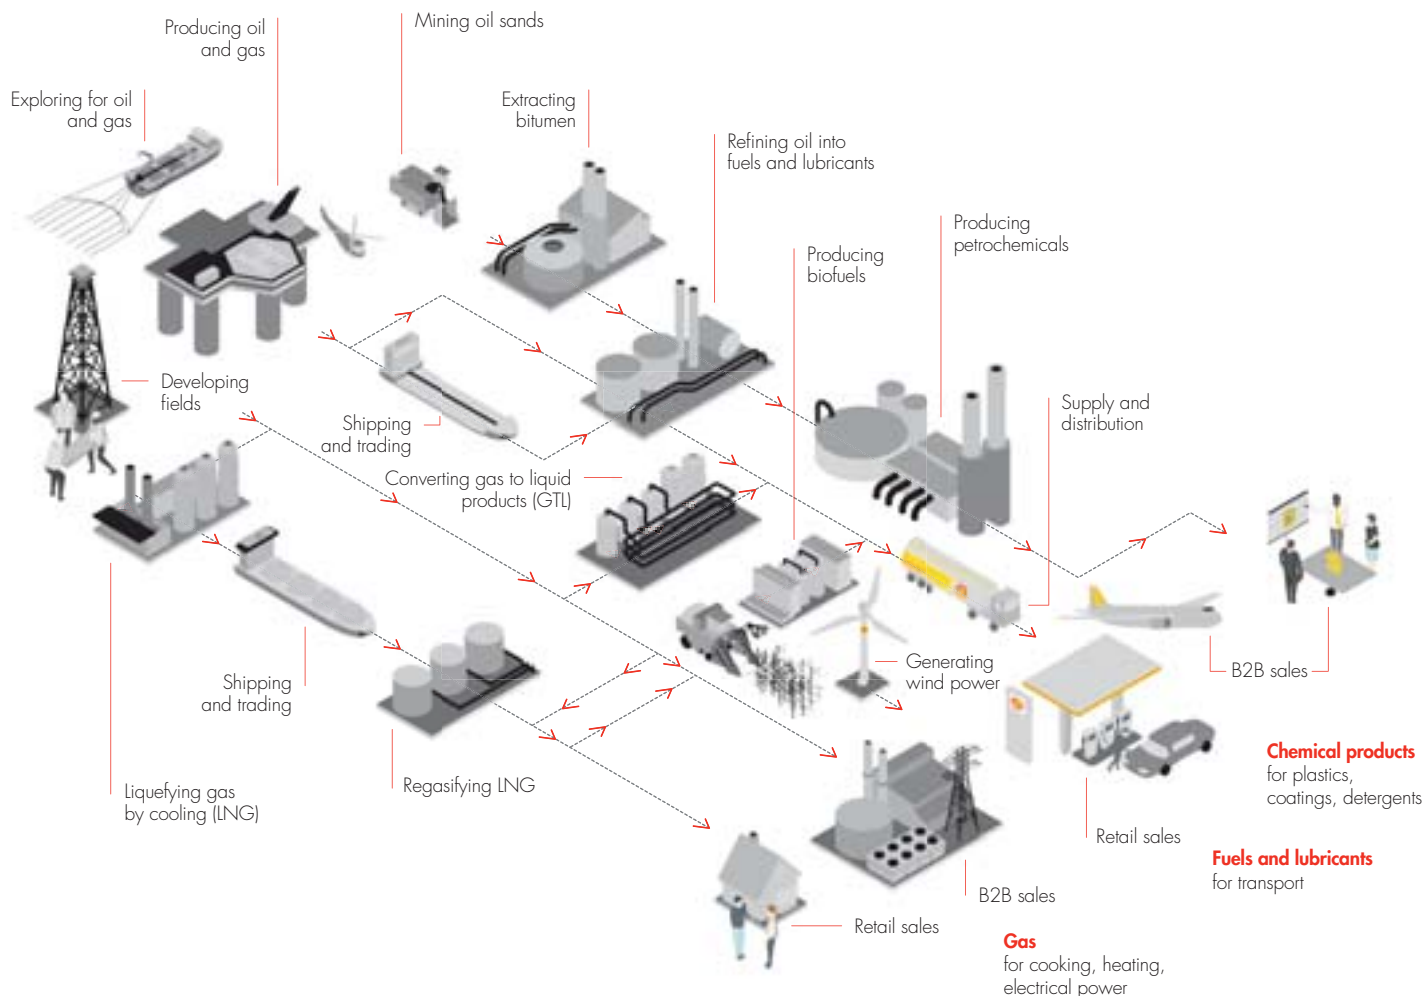 Producing oil
and gas
Mining oil sands
Exploring for oil
and gas
Extracting
bitumen
Refining oil into
fuels and lubricants
Producing
petrochemicals
Producing
biofuels
Developing
fields
Shipping
and trading
Supply and
distribution
Converting gas to liquid
products (GTL)
Generating
wind power
B2B sales
Shipping
and trading
Regasifying LNG
Liquefying gas
by cooling (LNG)
Chemical products
for plastics,
coatings, detergents
Retail sales
Fuels and lubricants
for transport
B2B sales
Retail sales
Gas
for cooking, heating,
electrical power